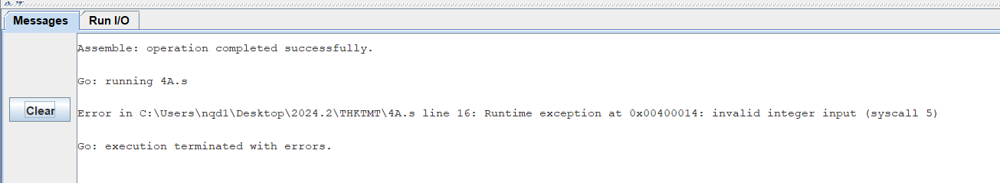 Messages
Run I/O
Assemble: operation completed successfully.
Go: running 4A.s
Clear
Error in C:\Users\nqd1\Desktop\2024.2\THKTMT\4A.s line 16: Runtime exception at 0x00400014: invalid integer input (syscall 5)
Go: execution terminated with errors.